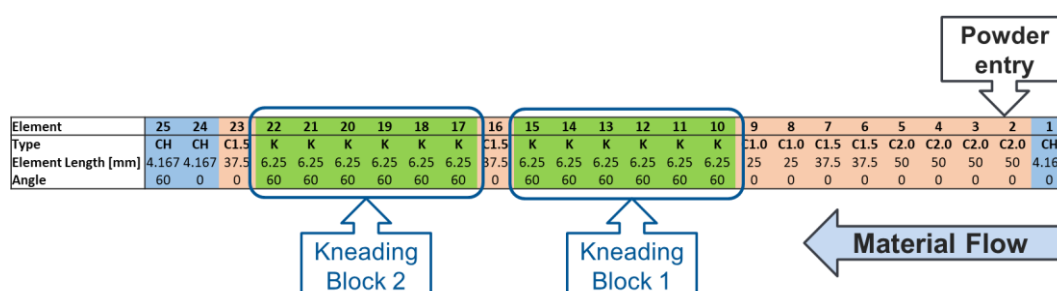 Powder
entry
Element 25 24 23 22 21 20 19 18 17 16 15 14 13 12 11 10 9 8 7 6 5 4 3 2 1
Type CH CH C1.5 K K K K K K C1.5 K K K K K K C1.0 C1.0 C1.5 C1.5 C2.0 C2.0 C2.0 C2.0 CH
Element Length [mm] 4.167 4.167 37.5 6.25 6.25 6.25 6.25 6.25 6.25 37.5 6.25 6.25 6.25 6.25 6.25 6.25 25 25 37.5 37.5 50 50 50 50 4.16
Angle 60 0 0 60 60 60 60 60 60 0 60 60 60 60 60 60 0 0 0 0 0 0 0 0 0
Kneading
Block 2
Kneading
Block 1
Material Flow